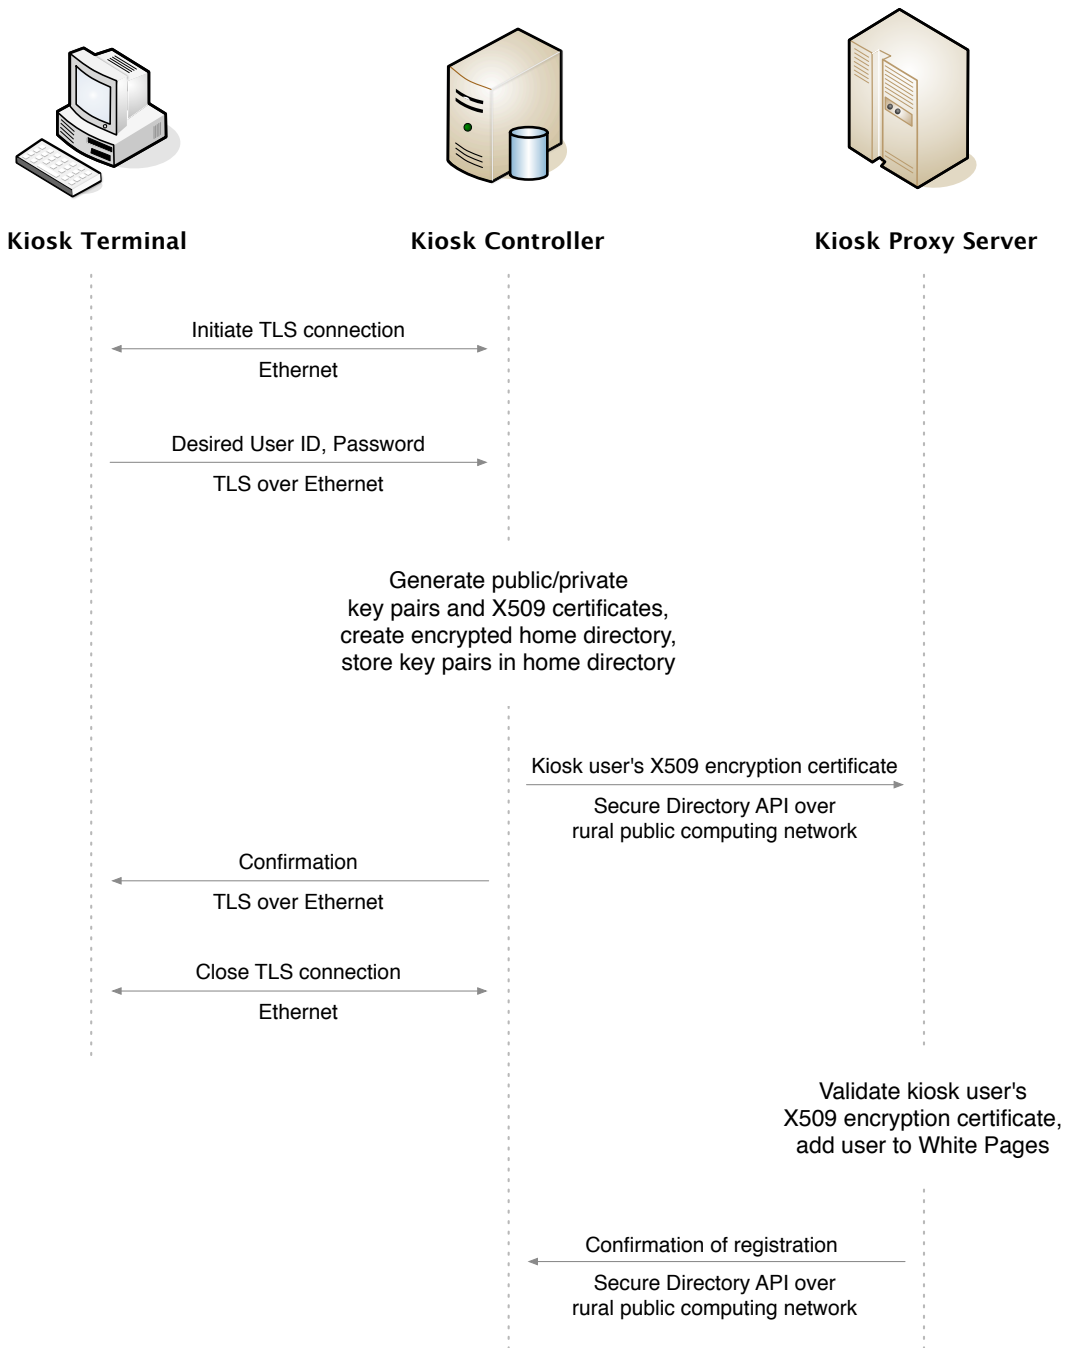 Kiosk Terminal
Kiosk Controller
Kiosk Proxy Server
Initiate TLS connection
Ethernet
Desired User ID, Password
TLS over Ethernet
Generate public/private
key pairs and X509 certificates,
create encrypted home directory,
store key pairs in home directory
Kiosk user's X509 encryption certificate
Secure Directory API over
rural public computing network
Confirmation
TLS over Ethernet
Close TLS connection
Ethernet
Validate kiosk user's
X509 encryption certificate,
add user to White Pages
Confirmation of registration
Secure Directory API over
rural public computing network